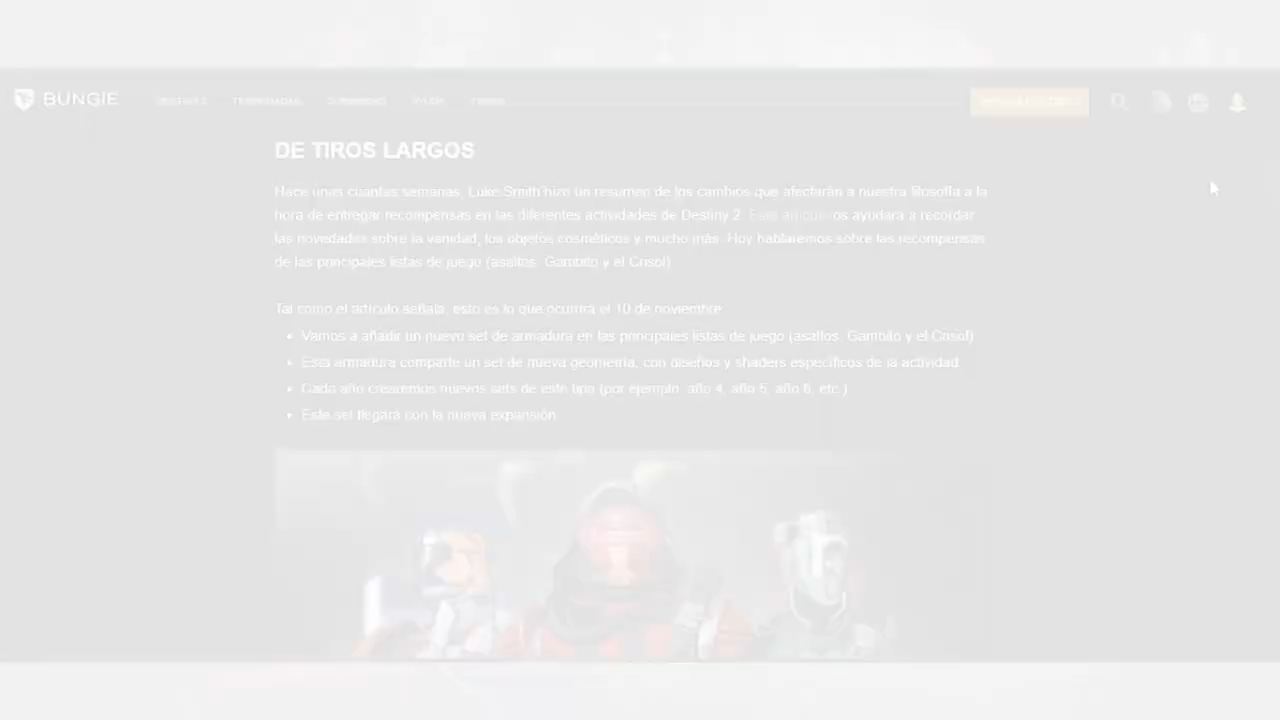 BUNGIE
DE TIROS LARGOS
Hace unas cuantas semanas, Luke Smith hizo un resumen de los cambios que afectarán a nuestra filosofía a la
hora de entregar recompensas en las diferentes actividades de Destiny 2. Este artículo os ayudará a recordar
las novedades sobre la vanidad, los objetos cosméticos y mucho más. Hoy hablaremos sobre las recompensas
de las principales listas de juego (asaltos, Gambito y el Crisol).
Tal como el artículo señala, esto es lo que ocurrirá el 10 de noviembre:
• Vamos a añadir un nuevo set de armadura en las principales listas de juego (asaltos, Gambito y el Crisol).
• Esta armadura comparte un set de nueva geometría, con diseños y shaders específicos de la actividad.
• Cada año crearemos nuevos sets de este tipo (por ejemplo, año 4, año 5, año 6, etc.).
• Este set llegará con la nueva expansión.